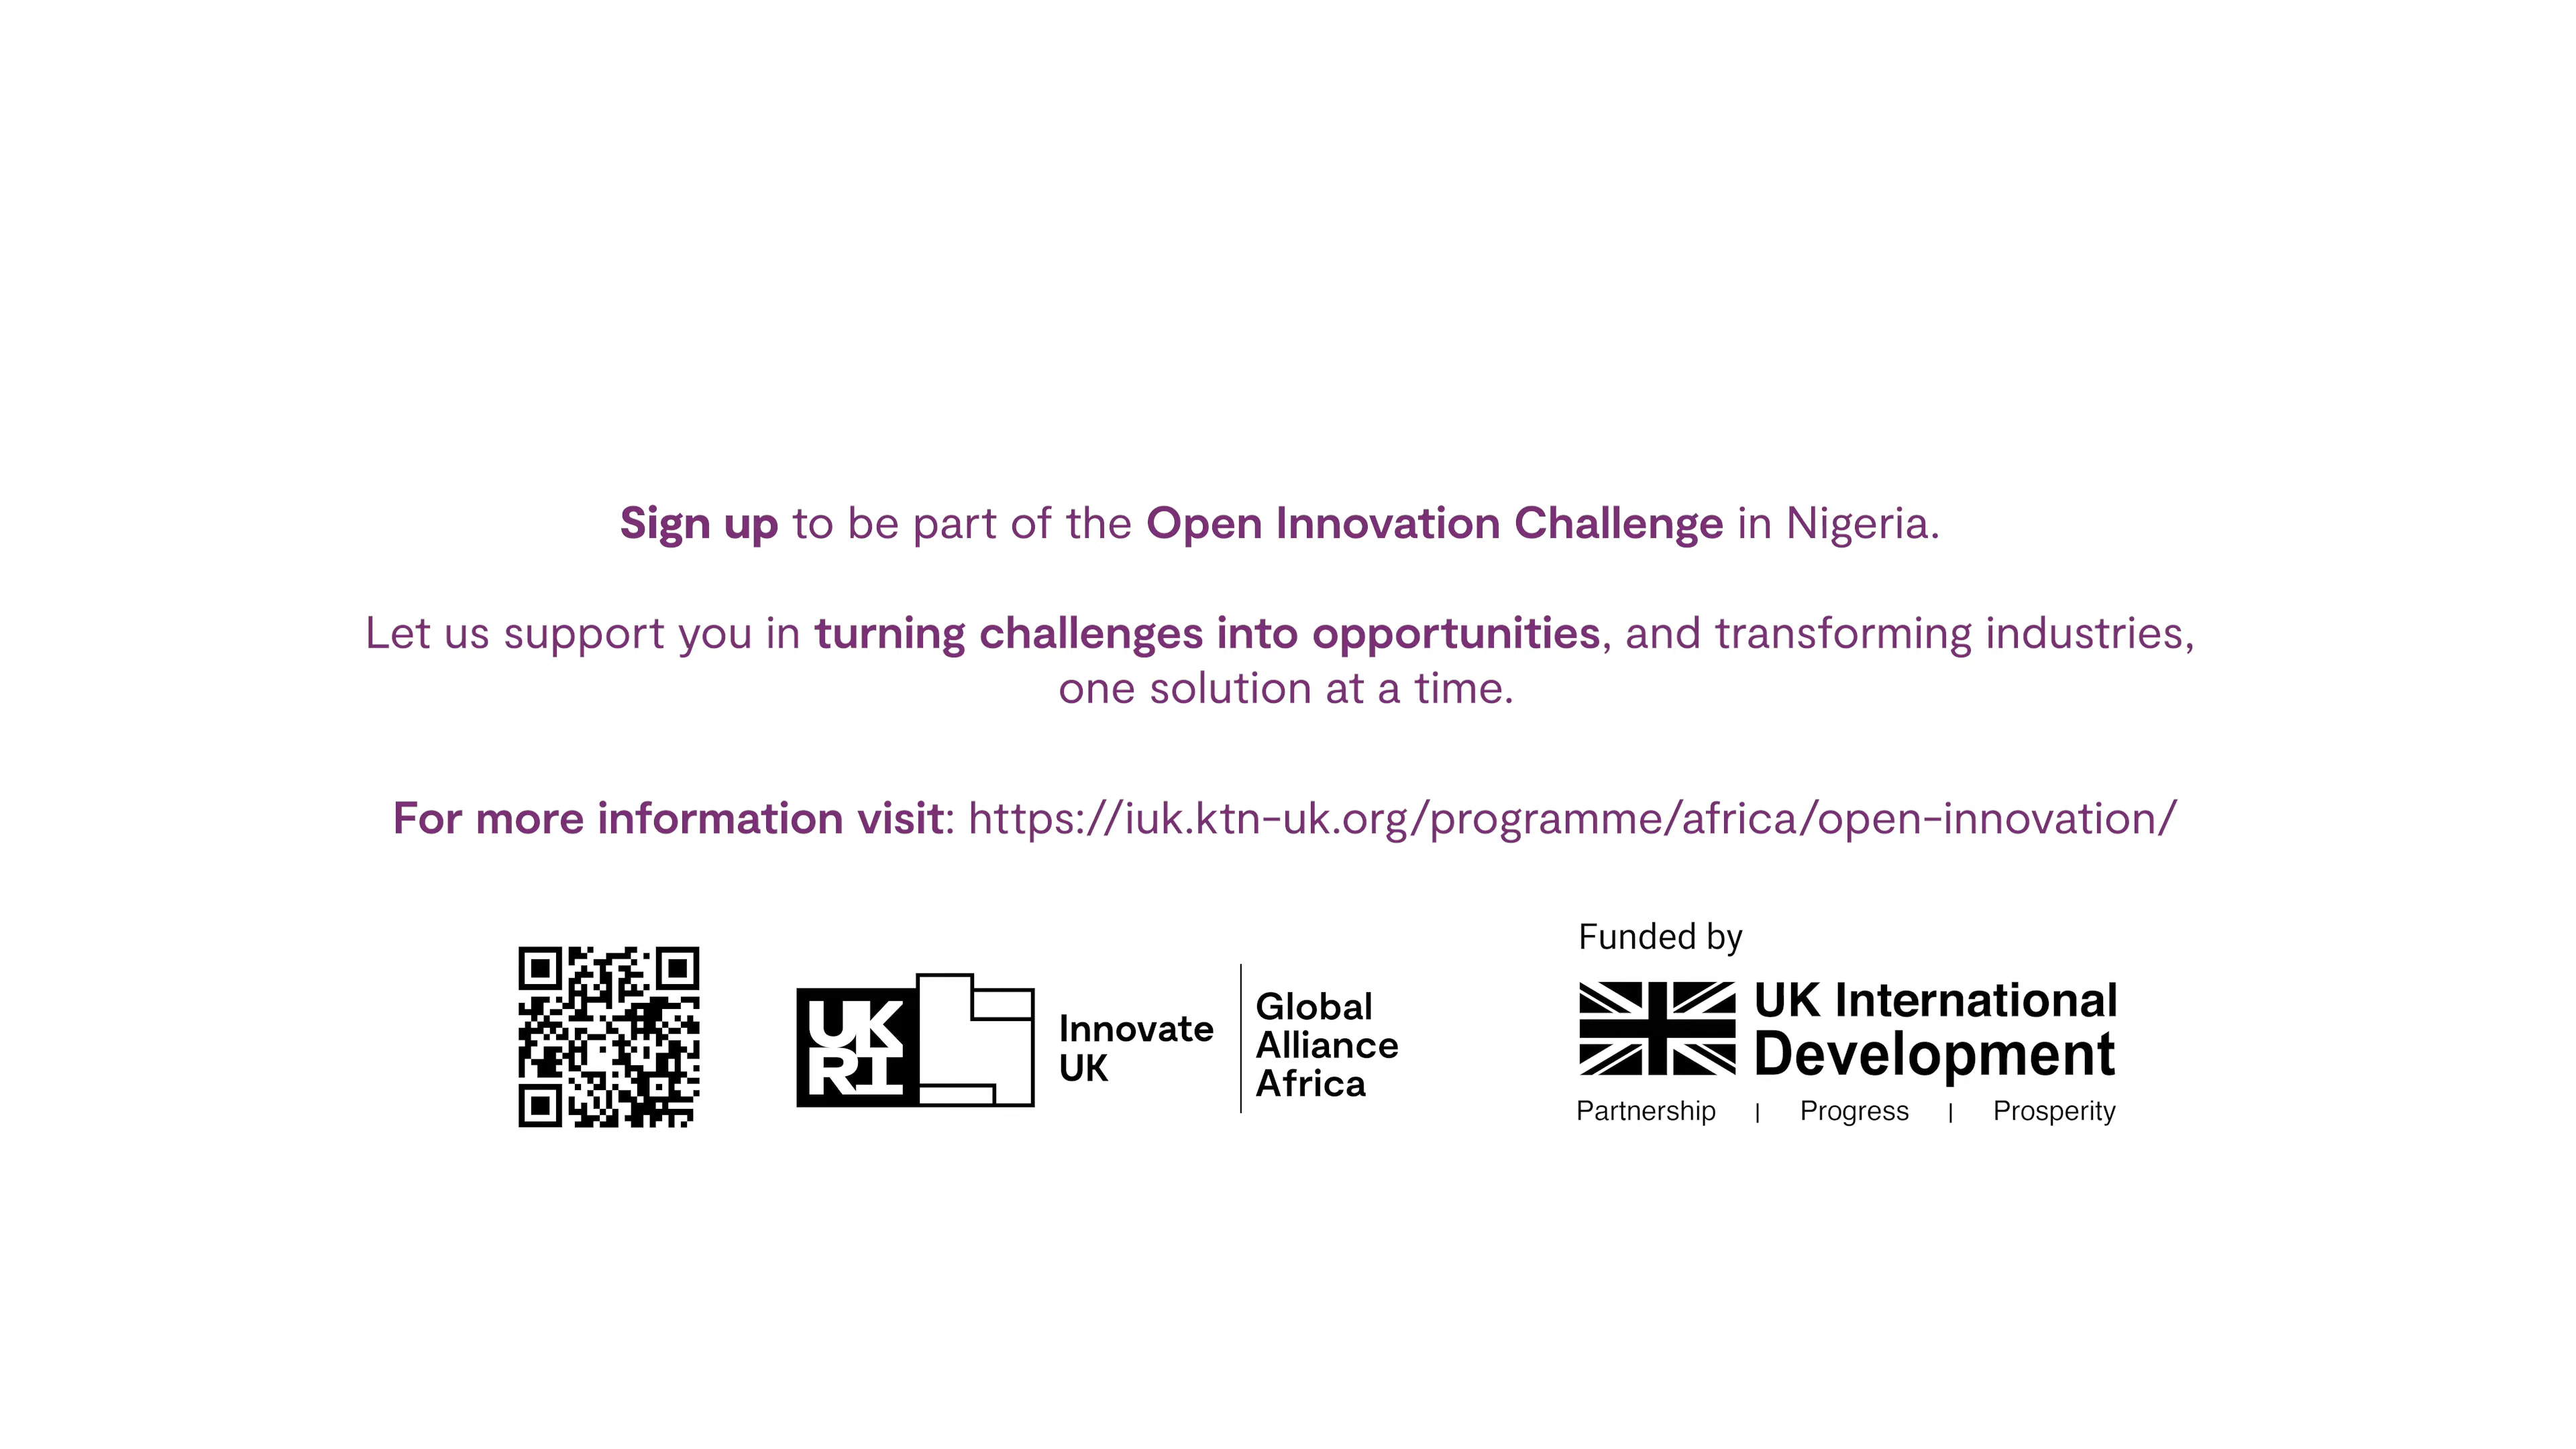 Sign up to be part of the Open Innovation Challenge in Nigeria.
Let us support you in turning challenges into opportunities, and transforming industries,
one solution at a time.
For more information visit: https://iuk.ktn-uk.org/programme/africa/open-innovation/
UK
RI
Innovate
UK
Global
Alliance
Africa
Funded by
UK International
Development
Partnership | Progress | Prosperity